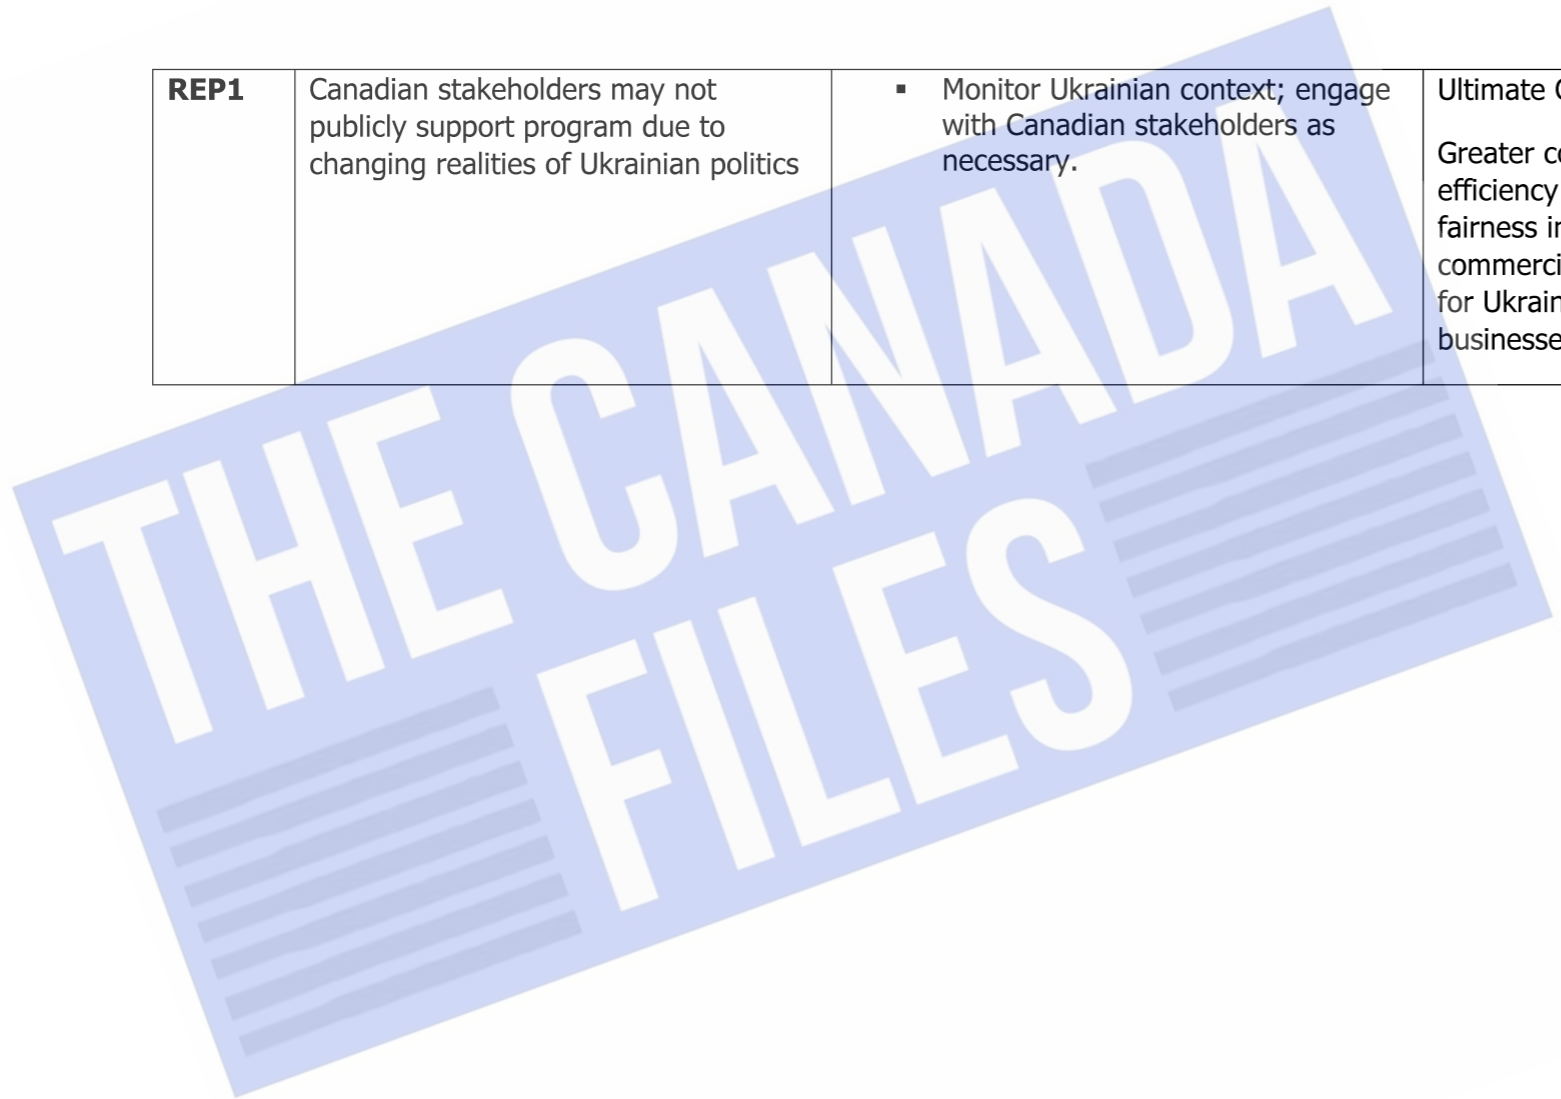 REP1
Canadian stakeholders may not
publicly support program due to
changing realities of Ukrainian politics
▪ Monitor Ukrainian context; engage
with Canadian stakeholders as
necessary.
Ultimate
Greater
efficiency
fairness
for
THE CANADA
FILES